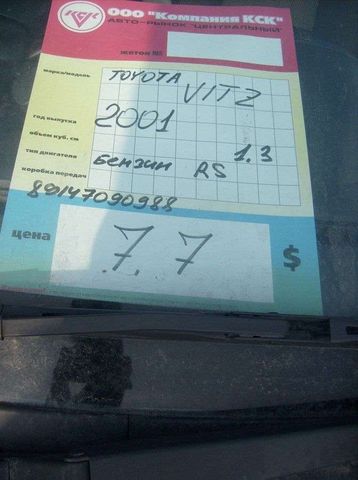 КСК ООО "Компания КСК"
АВТО-РЫНОК "ЦЕНТРАЛЬНЫЙ"
жетон №
марка/модель TOYOTA VITZ
год выпуска 2001
объем куб. см 1.3
тип двигателя Бензин RS
коробка передач
89147090988
цена 7.7 $